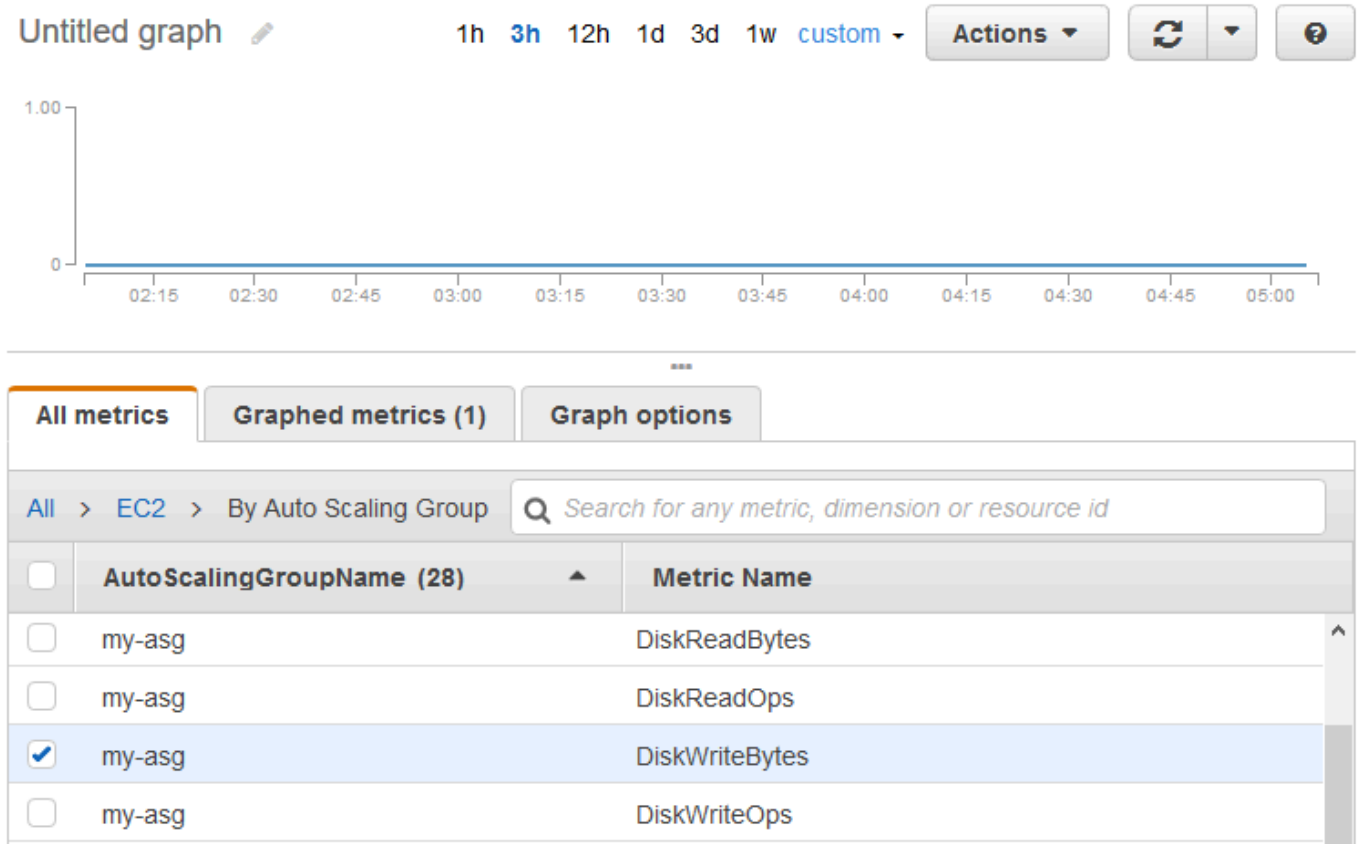 Untitled graph 1h 3h 12h 1d 3d 1w custom Actions
1.00
0
02:15 02:30 02:45 03:00 03:15 03:30 03:45 04:00 04:15 04:30 04:45 05:00
All metrics Graphed metrics (1) Graph options
All > EC2 > By Auto Scaling Group Search for any metric, dimension or resource id
AutoScalingGroupName (28) Metric Name
my-asg DiskReadBytes
my-asg DiskReadOps
my-asg DiskWriteBytes
my-asg DiskWriteOps